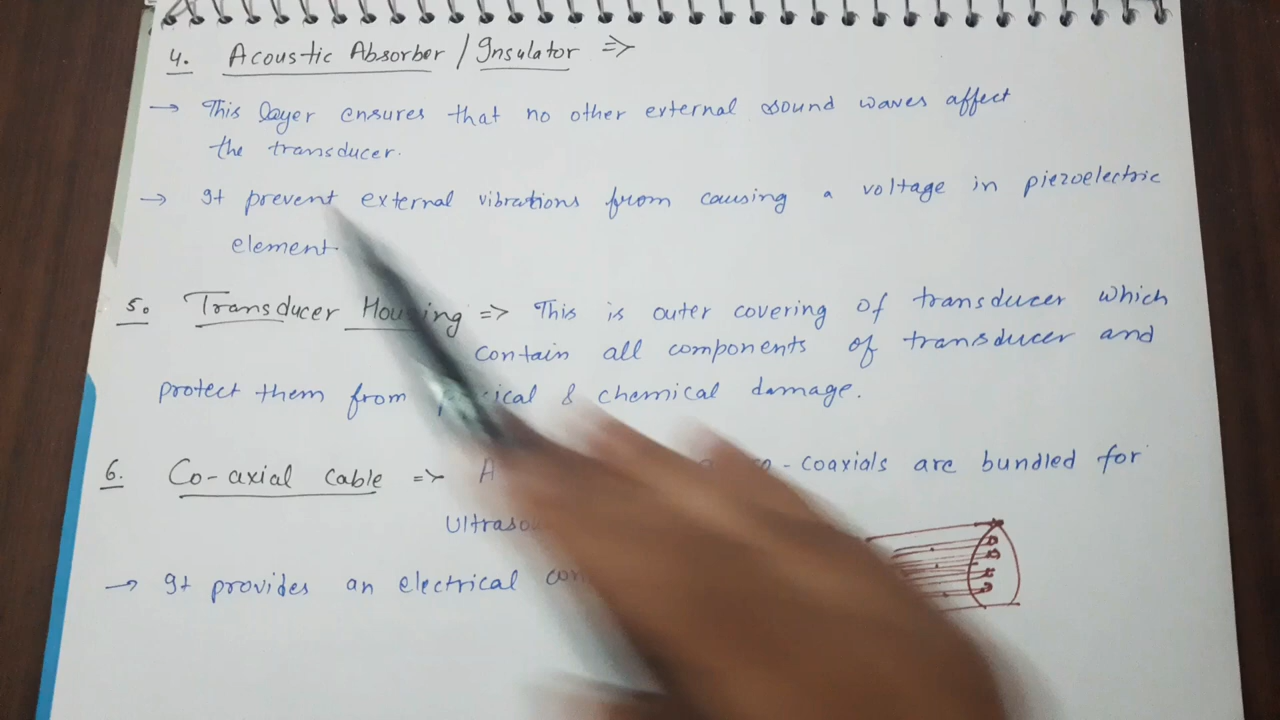 4. Acoustic Absorber / Insulator ⇒
→ This layer ensures that no other external sound waves affect
the transducer.
→ It prevent external vibrations from causing a voltage in piezoelectric
element
5. Transducer Housing => This is outer covering of transducer which
contain all components of transducer and
protect them from & chemical damage.
6. Co-axial cable => - coaxials are bundled for
→ It provides an electrical